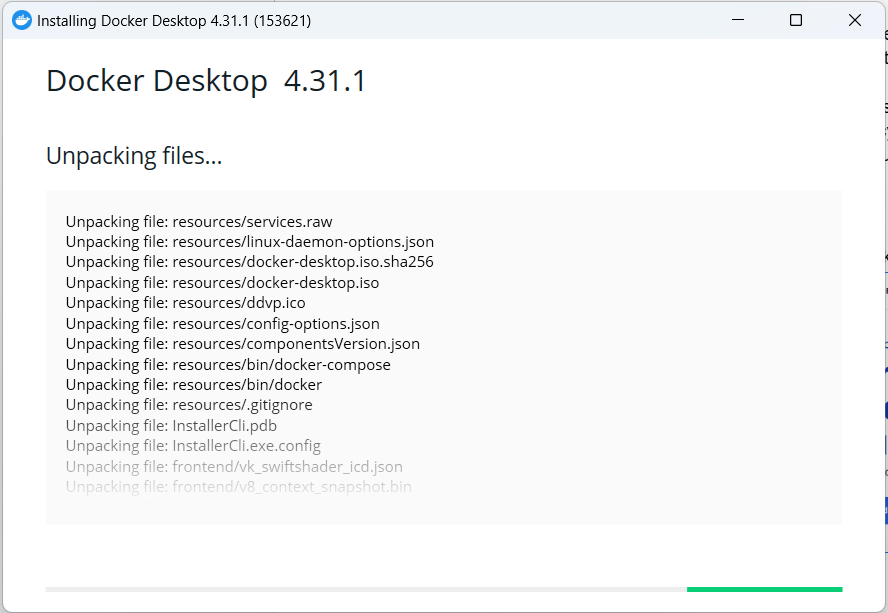 Installing Docker Desktop 4.31.1 (153621)
Docker Desktop 4.31.1
Unpacking files...
Unpacking file: resources/services.raw
Unpacking file: resources/linux-daemon-options.json
Unpacking file: resources/docker-desktop.iso.sha256
Unpacking file: resources/docker-desktop.iso
Unpacking file: resources/ddvp.ico
Unpacking file: resources/config-options.json
Unpacking file: resources/componentsVersion.json
Unpacking file: resources/bin/docker-compose
Unpacking file: resources/bin/docker
Unpacking file: resources/.gitignore
Unpacking file: InstallerCli.pdb
Unpacking file: InstallerCli.exe.config
Unpacking file: frontend/vk_swiftshader_icd.json
Unpacking file: frontend/v8_context_snapshot.bin